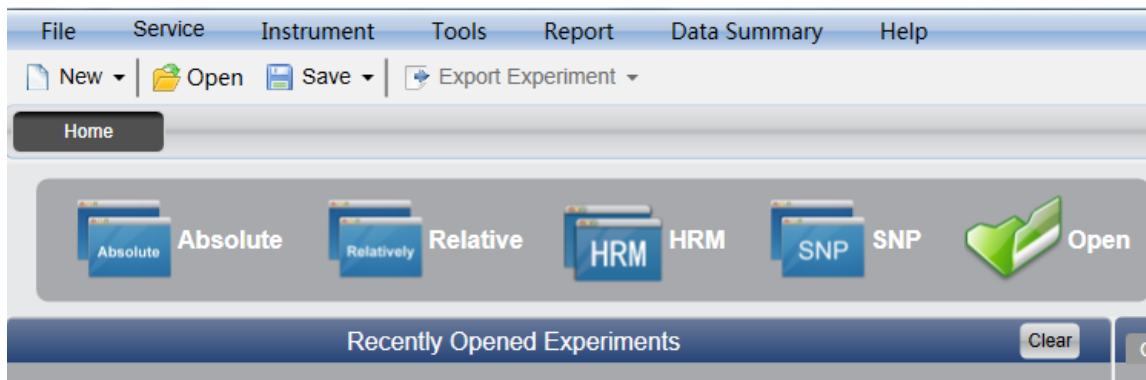 File Service Instrument Tools Report Data Summary Help
New Open Save Export Experiment
Home
Absolute Absolute Relatively Relative HRM HRM SNP SNP Open
Recently Opened Experiments Clear